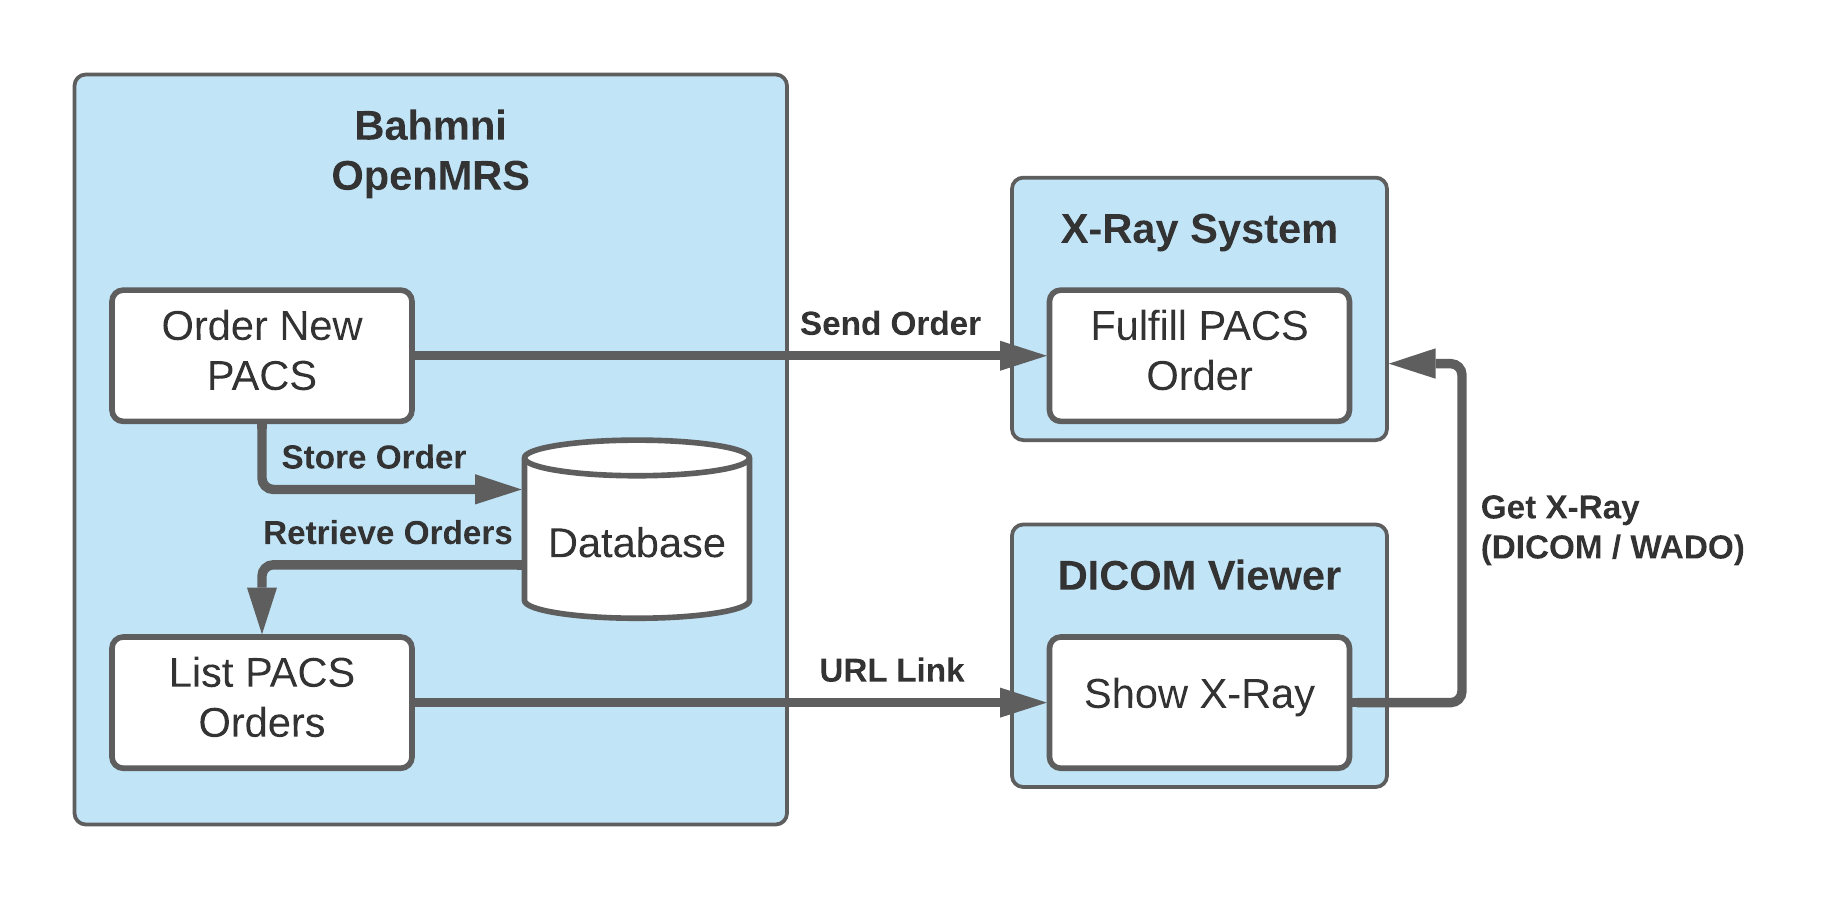 Bahmni
OpenMRS
Order New
PACS
Send Order
X-Ray System
Fulfill PACS
Order
Store Order
Retrieve Orders
Database
List PACS
Orders
URL Link
DICOM Viewer
Show X-Ray
Get X-Ray
(DICOM / WADO)